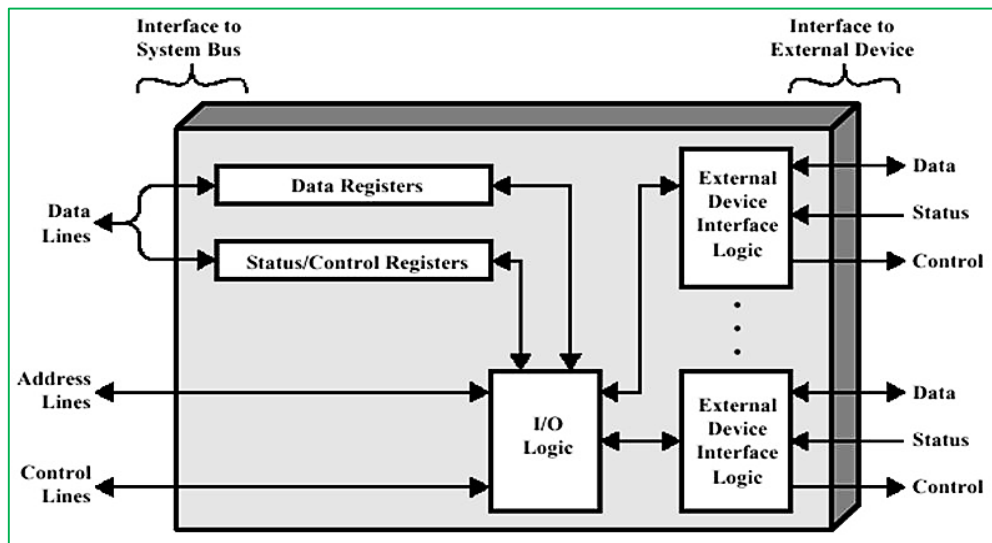 Interface to
System Bus
Interface to
External Device
Data Registers
Status/Control Registers
Data
Lines
Address
Lines
Control
Lines
I/O
Logic
External
Device
Interface
Logic
Data
Status
Control
External
Device
Interface
Logic
Data
Status
Control